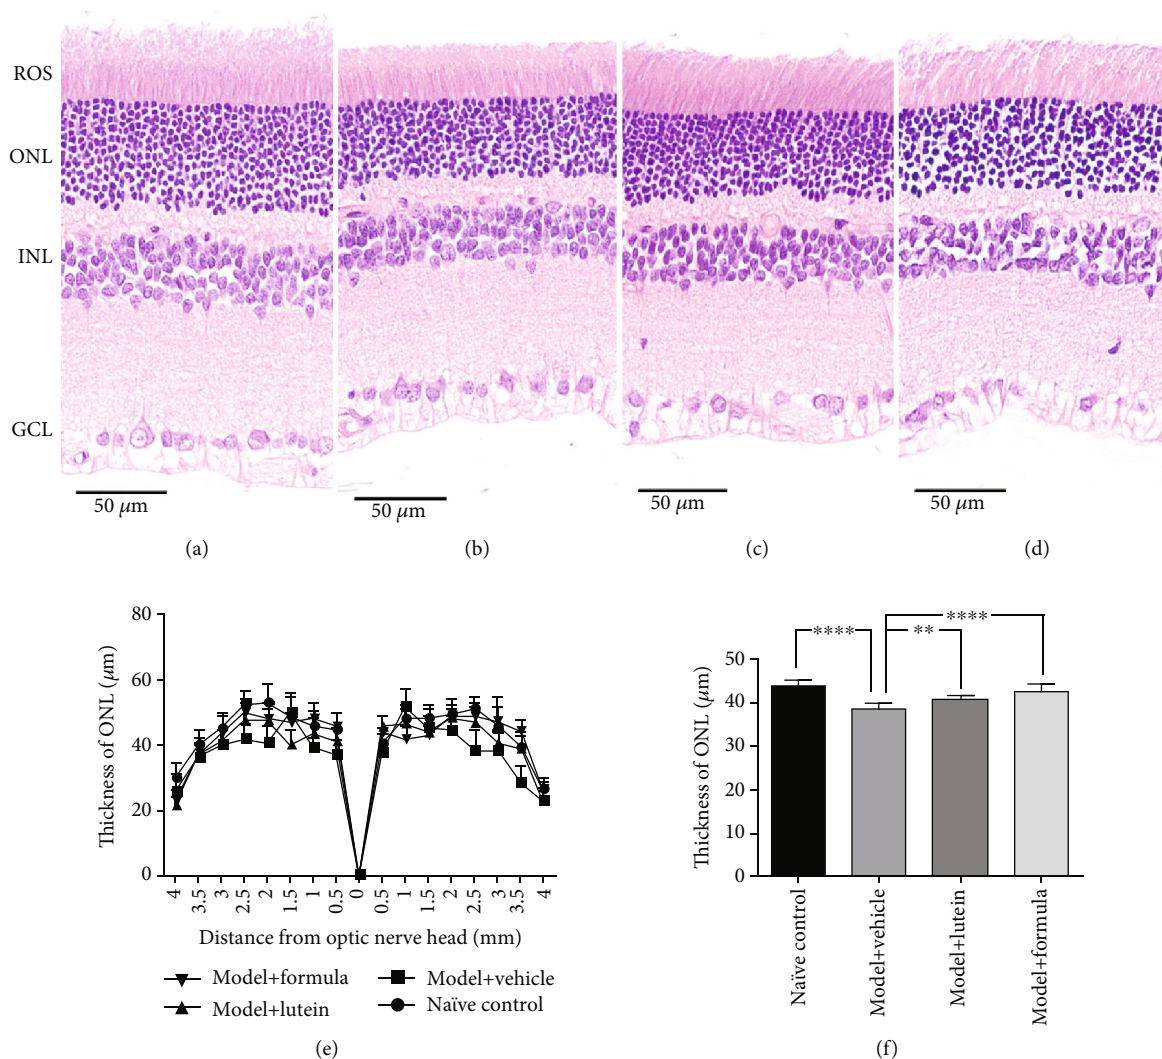 ROS
ONL
INL
GCL
50 μm
50 μm
50 μm
50 μm
(a)
(b)
(c)
(d)
Thickness of ONL (μm)
80
60
40
20
0
4
3.5
3
2.5
2
1.5
1
0.5
0
0.5
1
1.5
2
2.5
3
3.5
4
Distance from optic nerve head (mm)
Model+formula
Model+vehicle
Model+lutein
Naïve control
(e)
Thickness of ONL (μm)
50
40
30
20
10
0
****
**
****
Naïve control
Model+vehicle
Model+lutein
Model+formula
(f)